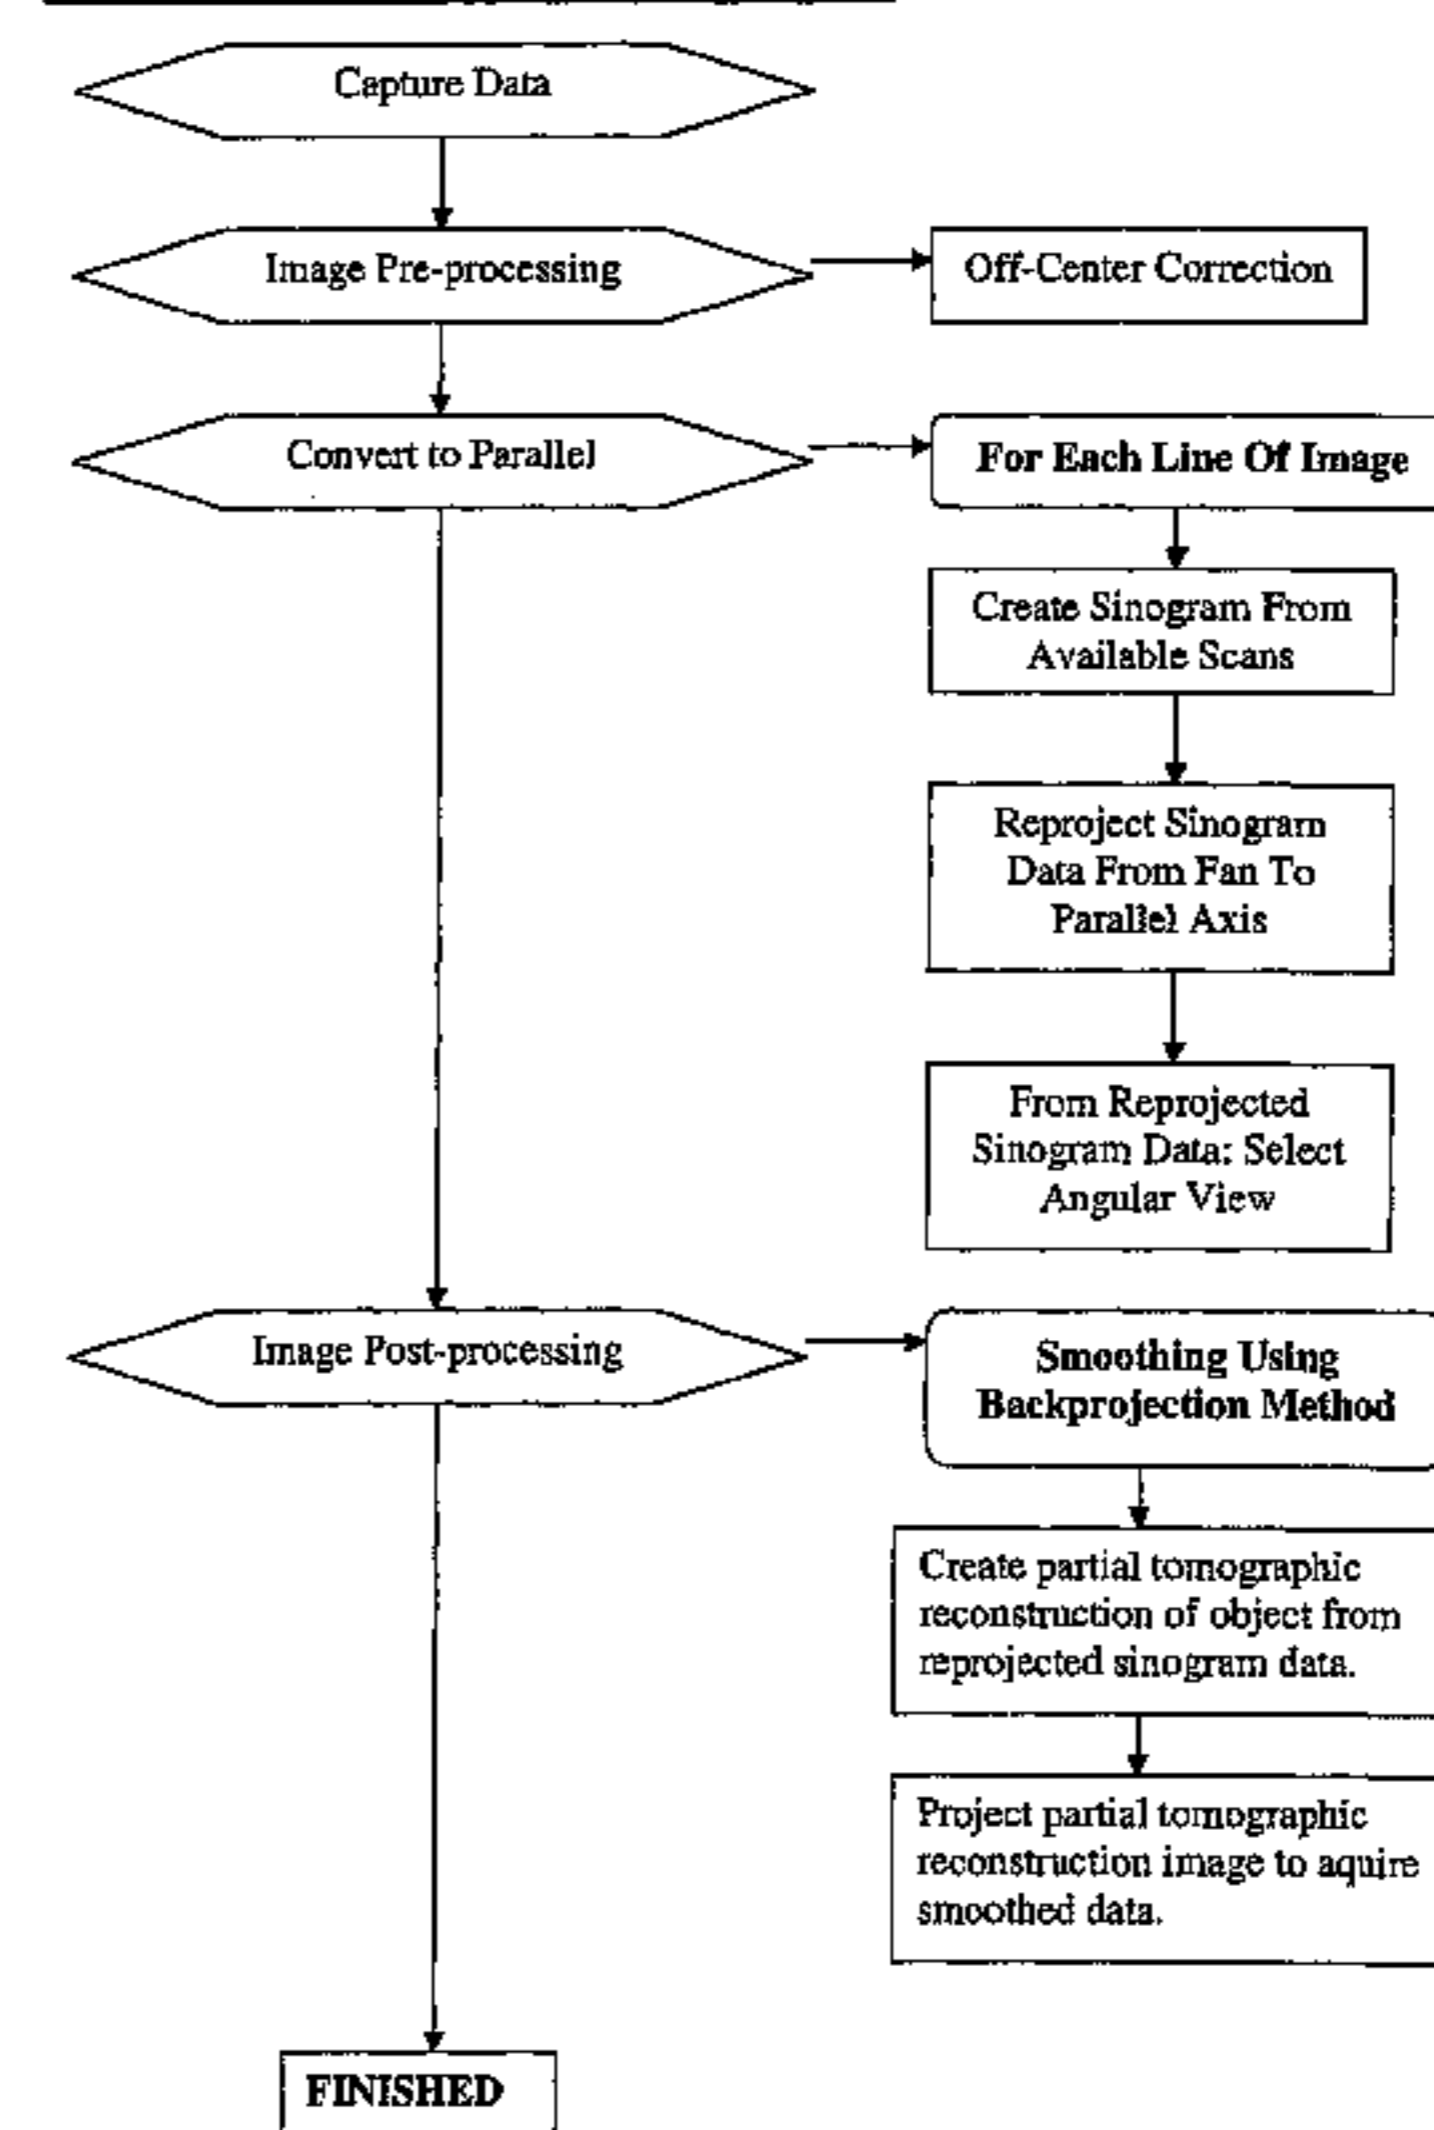 Capture Data
Image Pre-processing
Off-Center Correction
Convert to Parallel
For Each Line Of Image
Create Sinogram From
Available Scans
Reproject Sinogram
Data From Fan To
Parallel Axis
From Reprojected
Sinogram Data: Select
Angular View
Image Post-processing
Smoothing Using
Backprojection Method
Create partial tomographic
reconstruction of object from
reprojected sinogram data.
Project partial tomographic
reconstruction image to aquire
smoothed data.
FINISHED